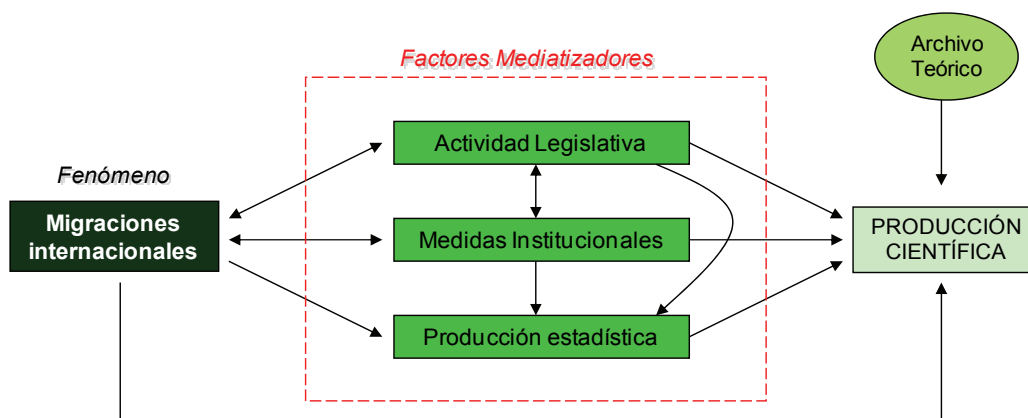 Factores Mediatizadores
Archivo
Teórico
Actividad Legislativa
Fenómeno
Migraciones
internacionales
Medidas Institucionales
PRODUCCIÓN
CIENTÍFICA
Producción estadística